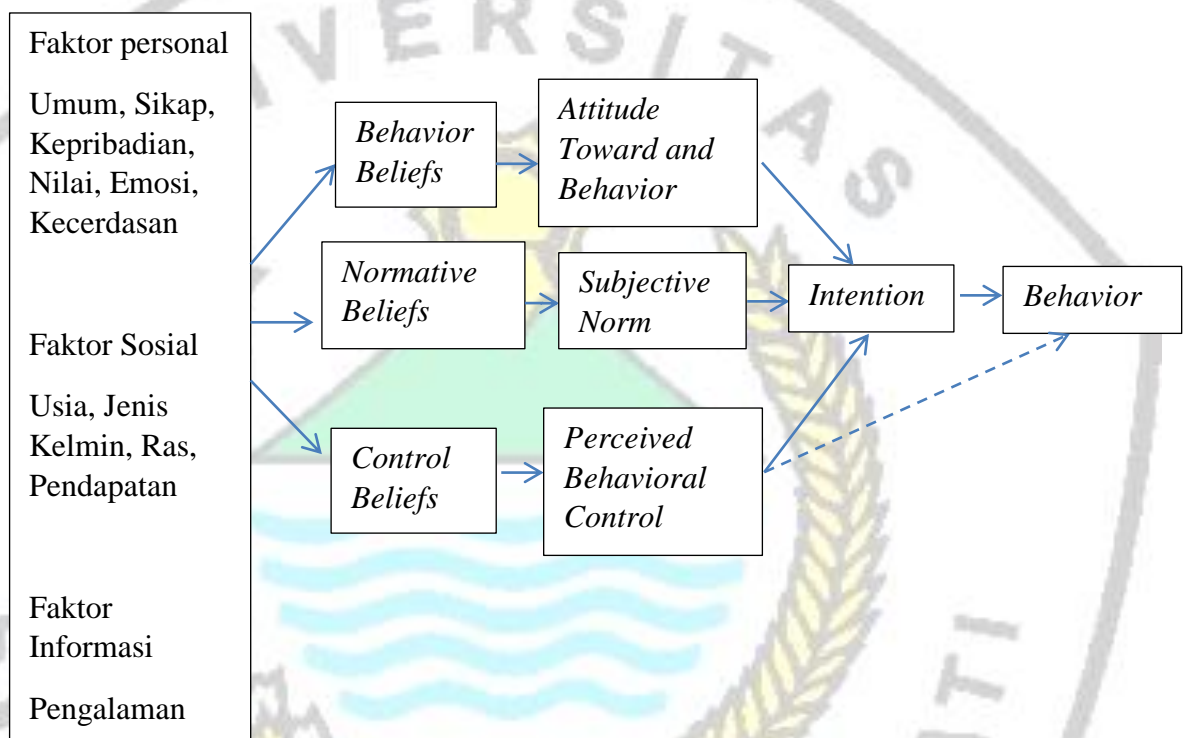 Faktor personal
Umum, Sikap,
Kepribadian,
Nilai, Emosi,
Kecerdasan
Faktor Sosial
Usia, Jenis
Kelmin, Ras,
Pendapatan
Faktor
Informasi
Pengalaman
Behavior
Beliefs
Attitude
Toward and
Behavior
Normative
Beliefs
Subjective
Norm
Intention
Behavior
Control
Beliefs
Perceived
Behavioral
Control